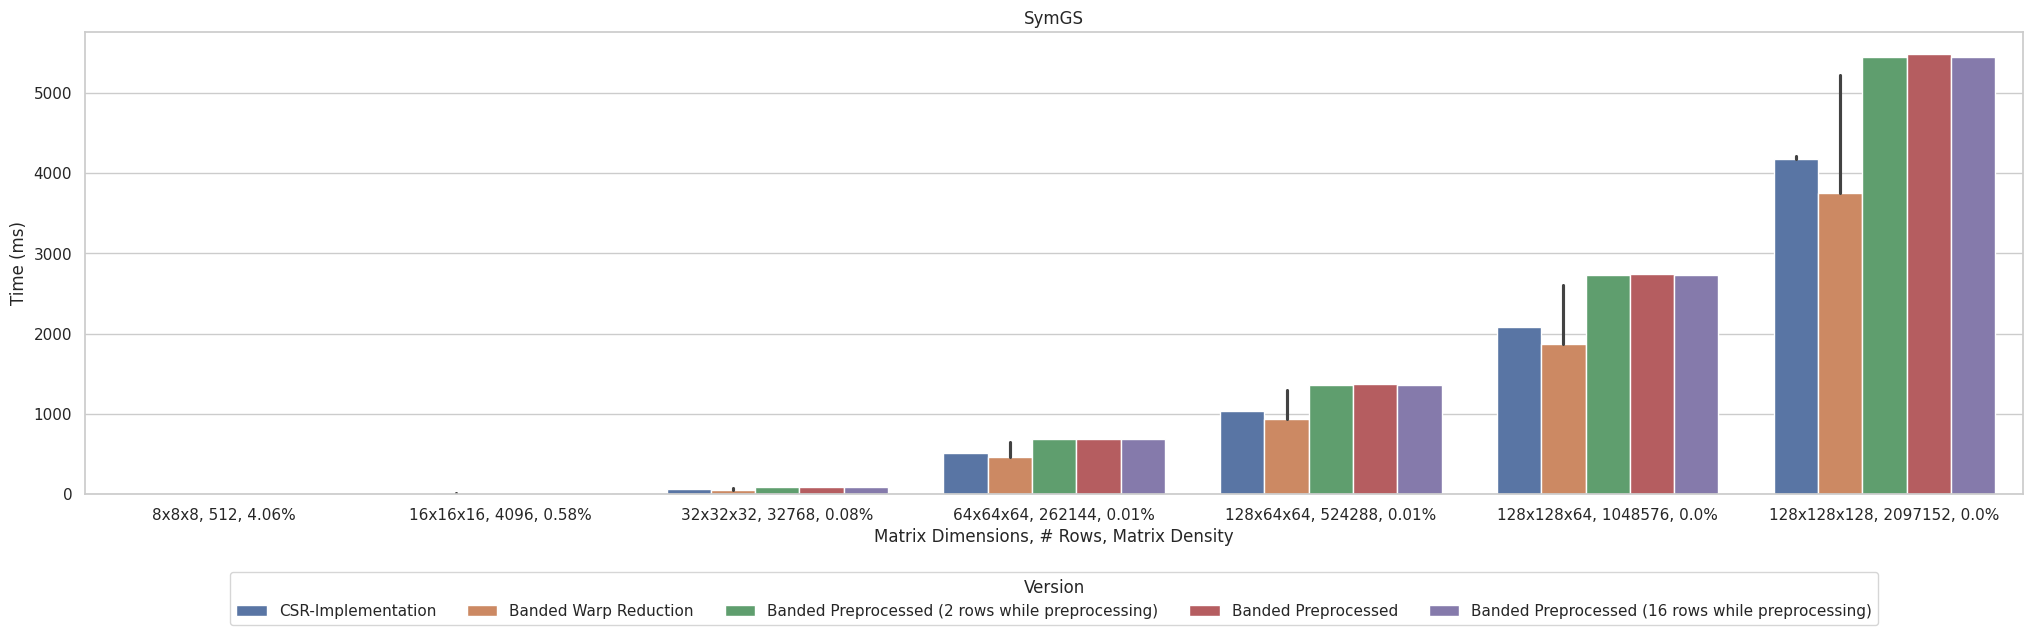 SymGS
Time (ms)
5000
4000
3000
2000
1000
0
8x8x8, 512, 4.06% 16x16x16, 4096, 0.58% 32x32x32, 32768, 0.08% 64x64x64, 262144, 0.01% 128x64x64, 524288, 0.01% 128x128x64, 1048576, 0.0% 128x128x128, 2097152, 0.0%
Matrix Dimensions, # Rows, Matrix Density
Version
CSR-Implementation Banded Warp Reduction Banded Preprocessed (2 rows while preprocessing) Banded Preprocessed Banded Preprocessed (16 rows while preprocessing)